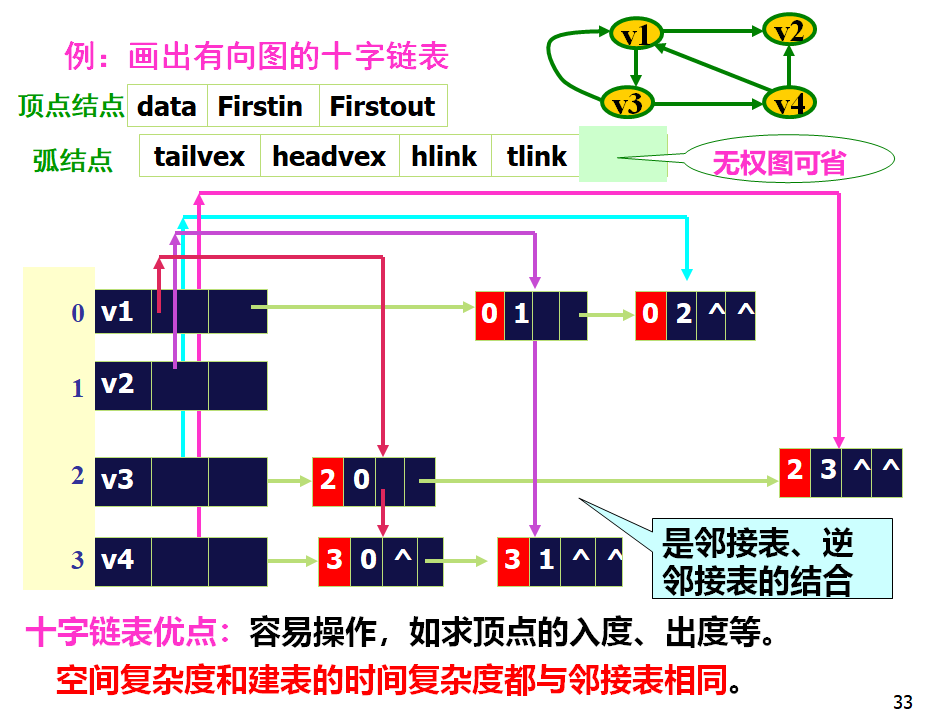 例：画出有向图的十字链表
v1 v2
v3 v4
顶点结点 data Firstin Firstout
弧结点 tailvex headvex hlink tlink
无权图可省
0 v1 0 1 0 2 ^ ^
1 v2
2 v3 2 0 2 3 ^ ^
3 v4 3 0 ^ 3 1 ^ ^
是邻接表、逆
邻接表的结合
十字链表优点：容易操作，如求顶点的入度、出度等。
空间复杂度和建表的时间复杂度都与邻接表相同。
33